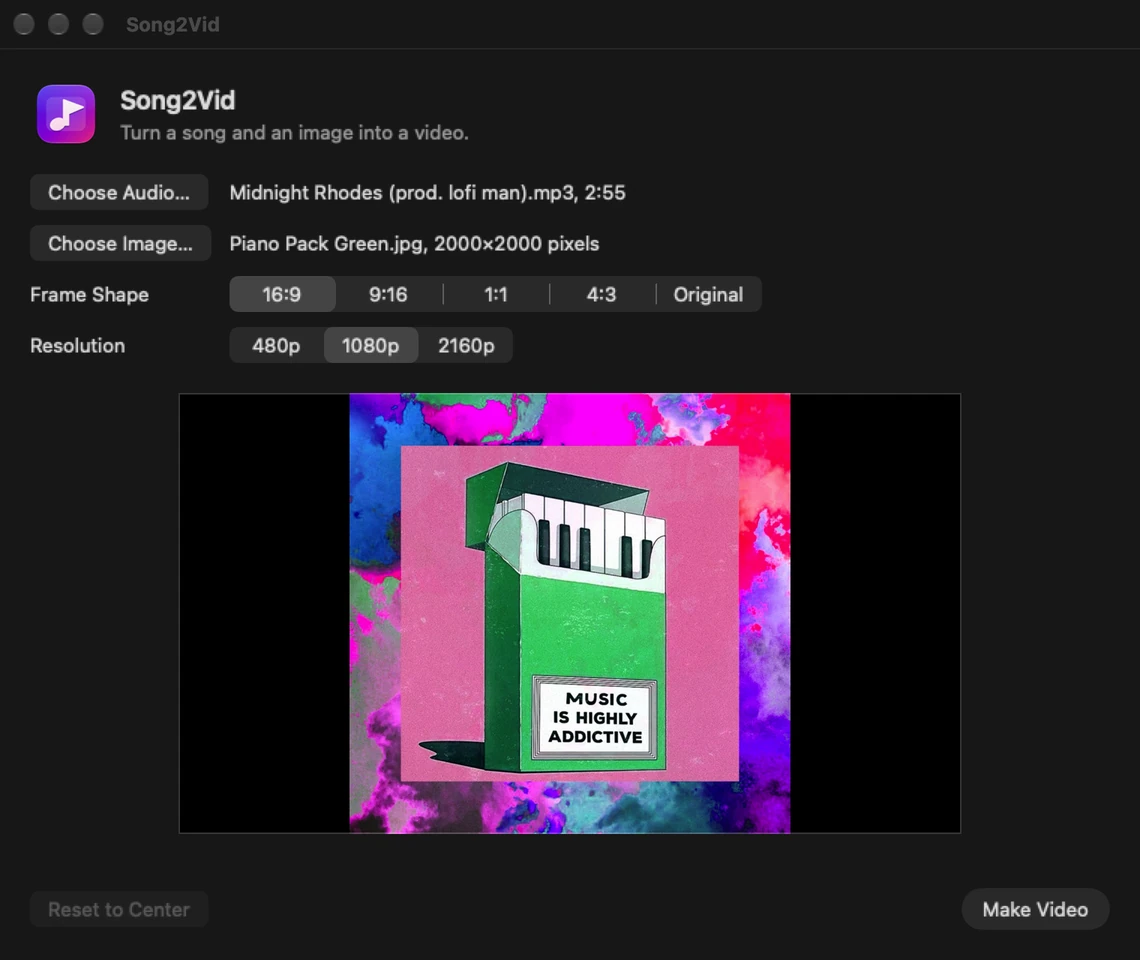 Song2Vid
Song2Vid
Turn a song and an image into a video.
Choose Audio... Midnight Rhodes (prod. lofi man).mp3, 2:55
Choose Image... Piano Pack Green.jpg, 2000×2000 pixels
Frame Shape 16:9 9:16 1:1 4:3 Original
Resolution 480p 1080p 2160p
MUSIC
IS HIGHLY
ADDICTIVE
Reset to Center Make Video